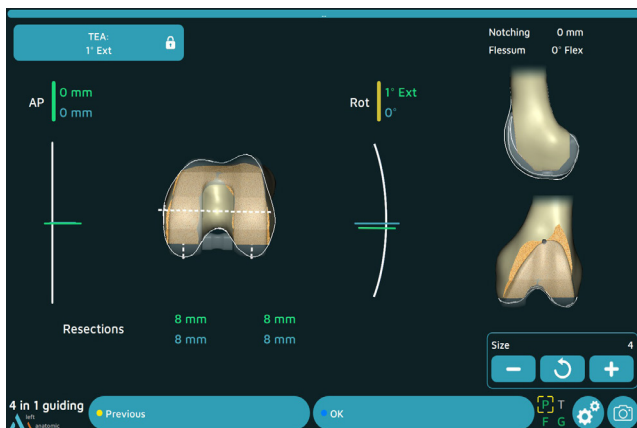 TEA:
1° Ext
Notching 0 mm
Flessum 0° Flex
AP
0 mm
0 mm
Rot
1° Ext
0°
Resections
8 mm 8 mm
8 mm 8 mm
Size 4
4 in 1 guiding
left
anatomic
Previous
OK
P T
F G